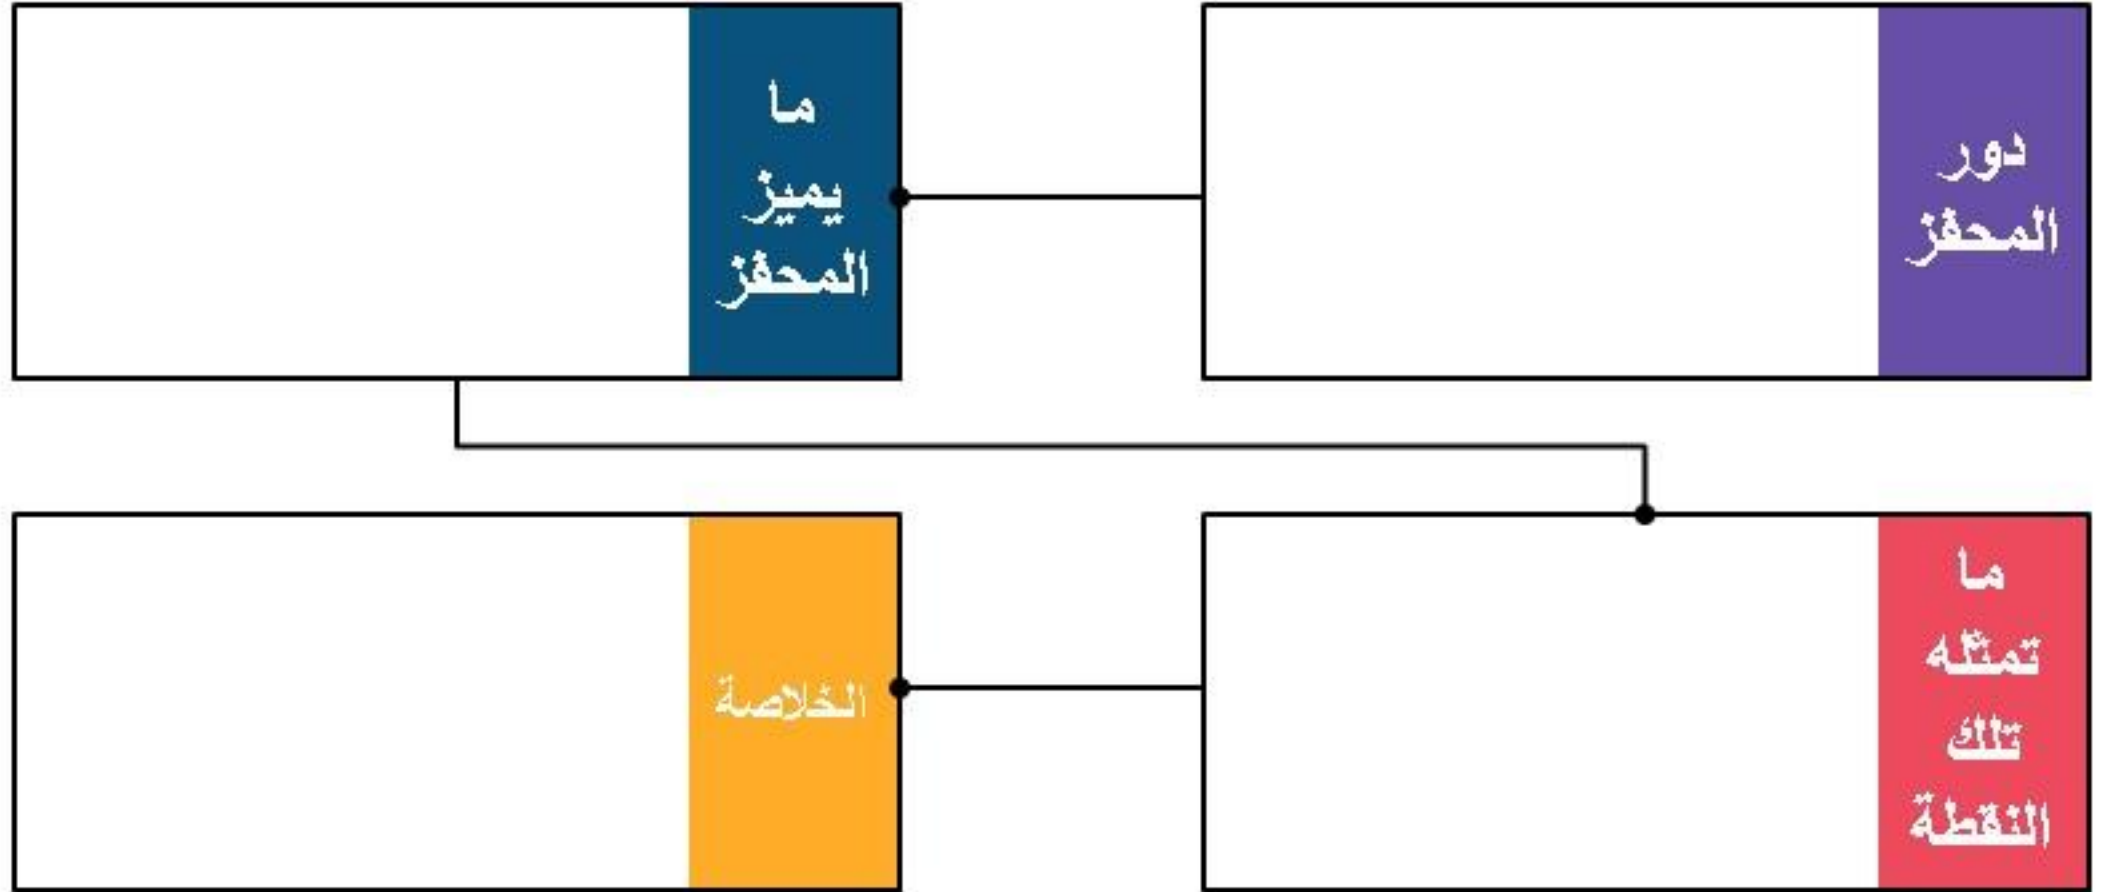 دور
المحفز
ما
يميز
المحفز
ما
تمثله
تلك
النقطة
الخلاصة